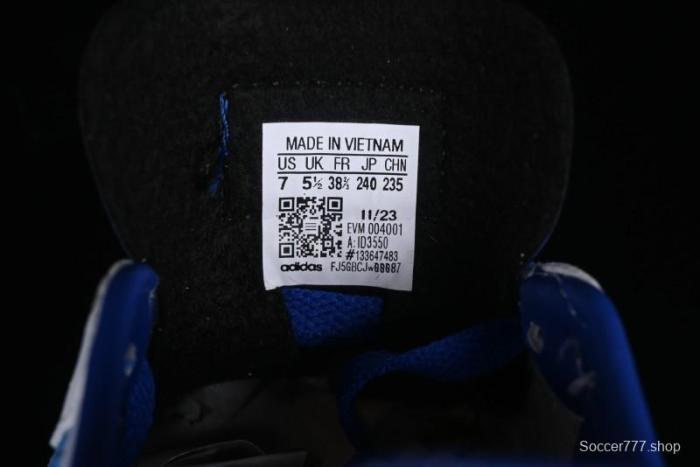 MADE IN VIETNAM
US UK FR JP CHN
7 5½ 38⅔ 240 235
11/23
EVM 004001
A: ID3550
#133647483
adidas
Soccer777.shop